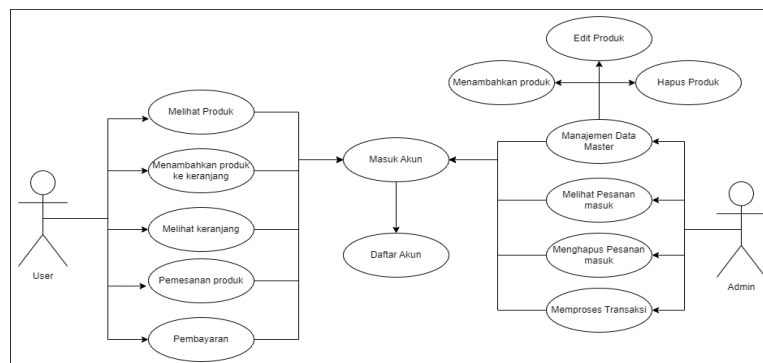 Edit Produk
Menambahkan produk
Hapus Produk
Melihat Produk
Manajemen Data
Master
Masuk Akun
Menambahkan produk
ke keranjang
Melihat Pesanan
masuk
Melihat keranjang
Daftar Akun
Menghapus Pesanan
masuk
User
Pemesanan produk
Admin
Memproses Transaksi
Pembayaran